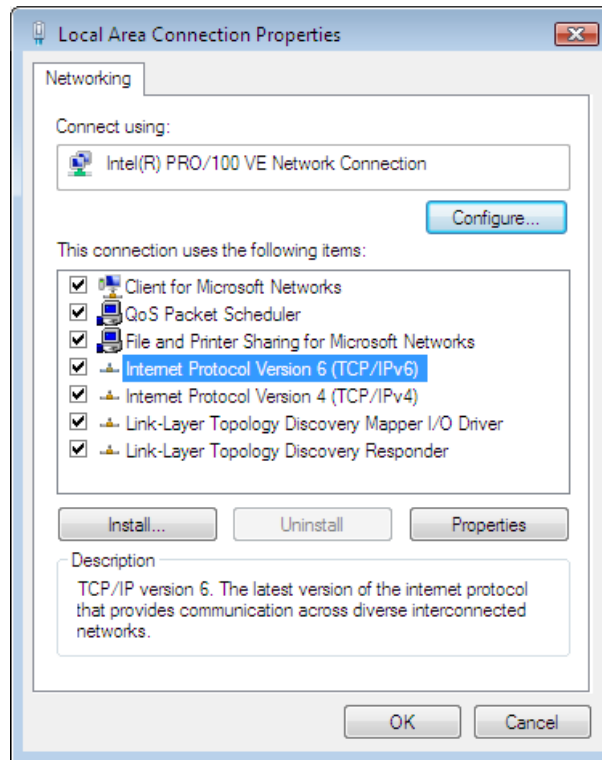 Local Area Connection Properties
Networking
Connect using:
Intel(R) PRO/100 VE Network Connection
Configure...
This connection uses the following items:
Client for Microsoft Networks
QoS Packet Scheduler
File and Printer Sharing for Microsoft Networks
Internet Protocol Version 6 (TCP/IPv6)
Internet Protocol Version 4 (TCP/IPv4)
Link-Layer Topology Discovery Mapper I/O Driver
Link-Layer Topology Discovery Responder
Install... Uninstall Properties
Description
TCP/IP version 6. The latest version of the internet protocol
that provides communication across diverse interconnected
networks.
OK Cancel